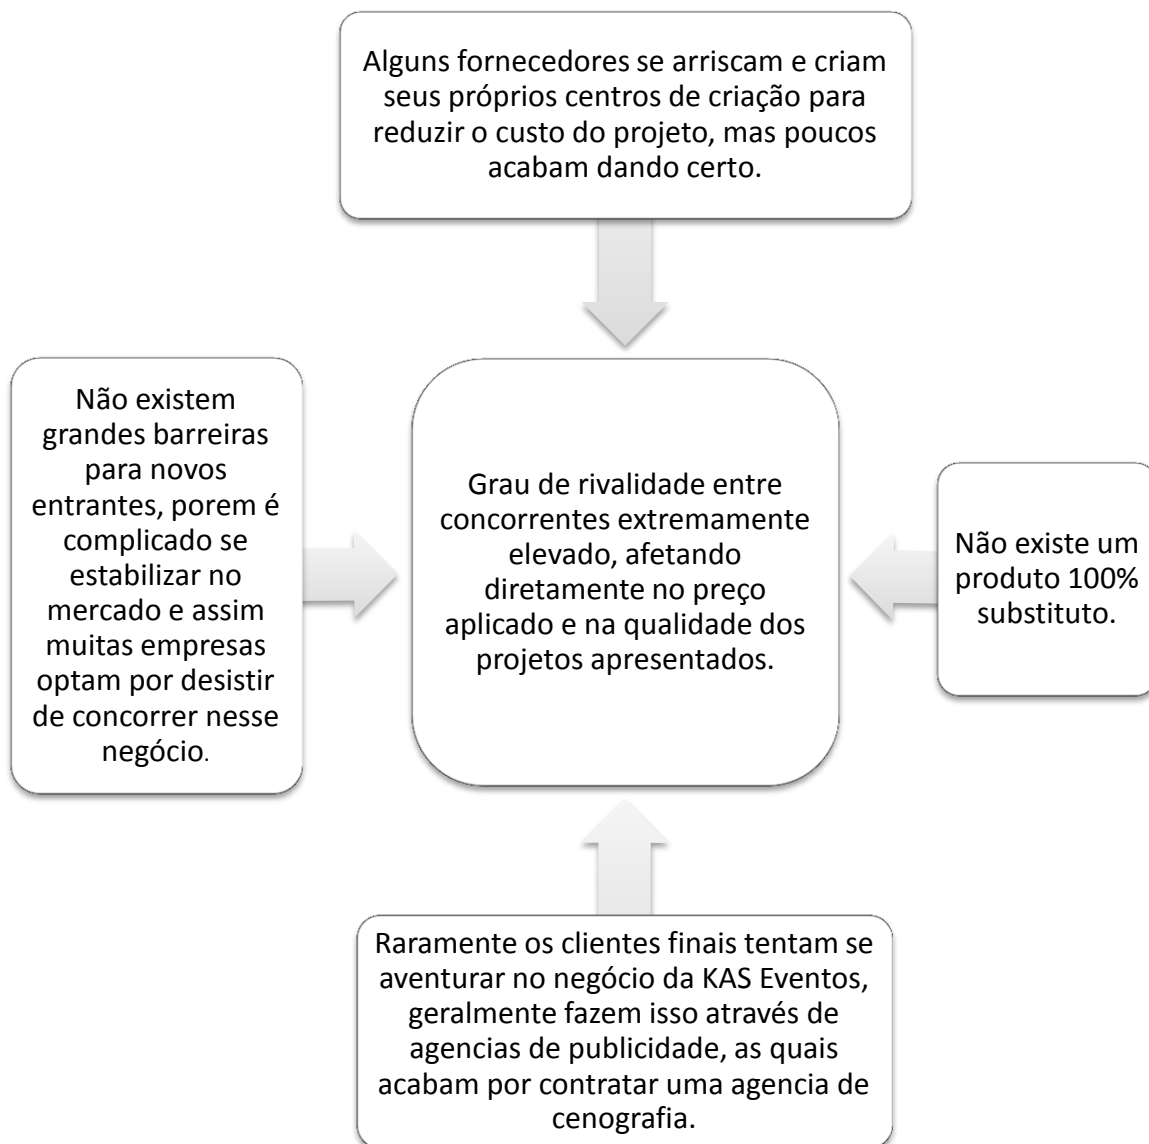 Alguns fornecedores se arriscam e criam
seus próprios centros de criação para
reduzir o custo do projeto, mas poucos
acabam dando certo.
Não existem
grandes barreiras
para novos
entrantes, porem é
complicado se
estabilizar no
mercado e assim
muitas empresas
optam por desistir
de concorrer nesse
negócio.
Grau de rivalidade entre
concorrentes extremamente
elevado, afetando
diretamente no preço
aplicado e na qualidade dos
projetos apresentados.
Não existe um
produto 100%
substituto.
Raramente os clientes finais tentam se
aventurar no negócio da KAS Eventos,
geralmente fazem isso através de
agencias de publicidade, as quais
acabam por contratar uma agencia de
cenografia.